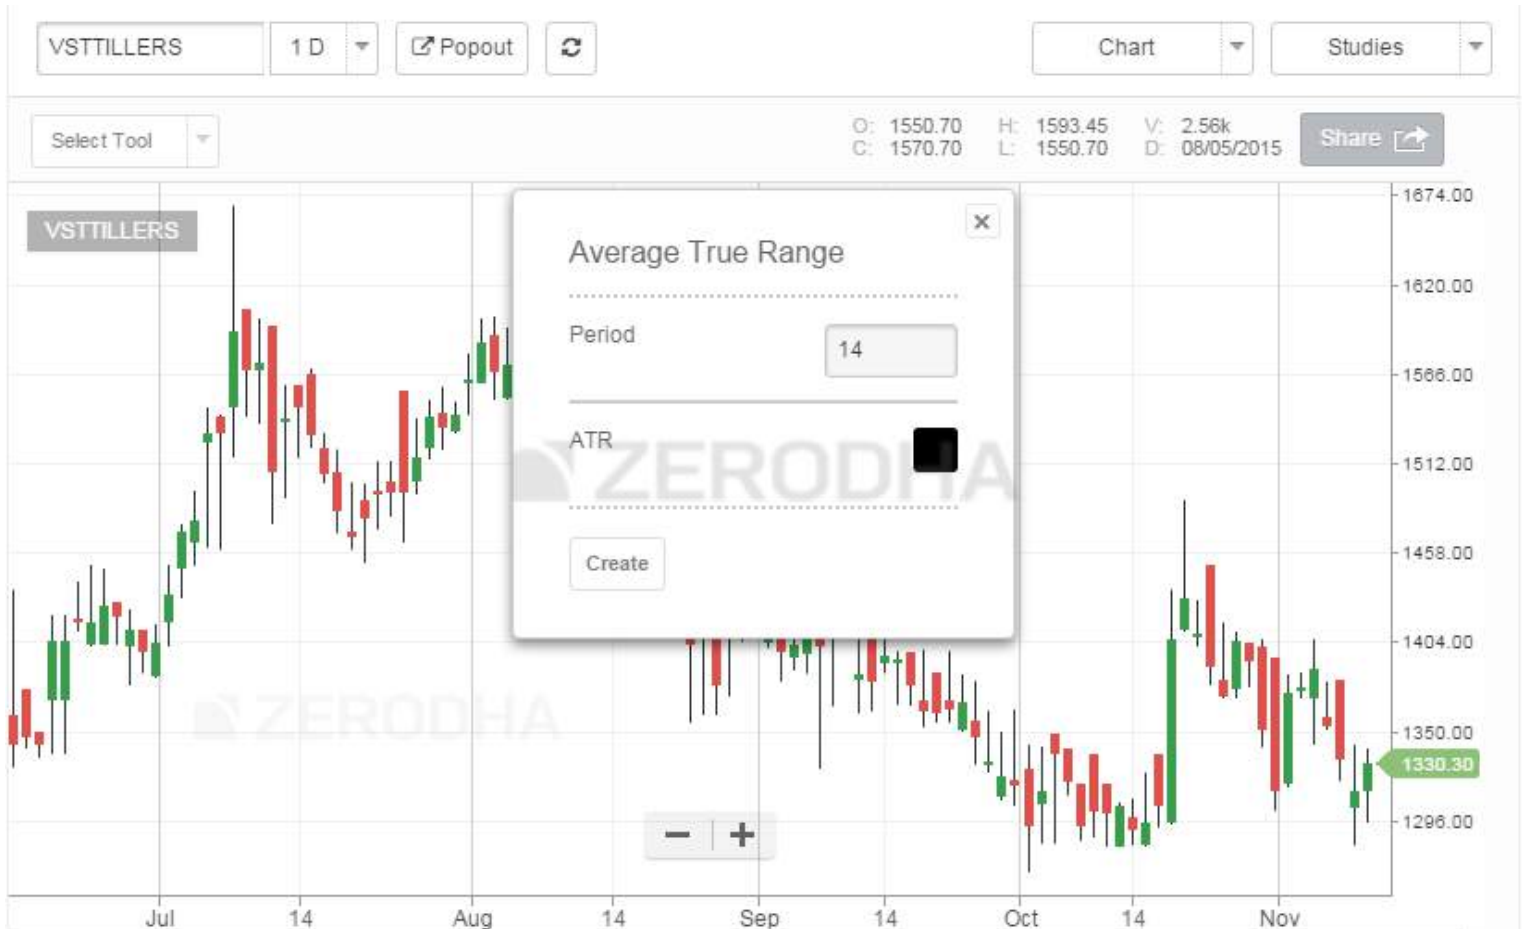 VSTTILLERS 1 D Popout Chart Studies
Select Tool O: 1550.70 H: 1593.45 V: 2.56k Share
C: 1570.70 L: 1550.70 D: 08/05/2015
VSTTILLERS
Average True Range
Period 14
ATR
ZERODHA
Create
ZERODHA
1674.00
1620.00
1566.00
1512.00
1458.00
1404.00
1350.00
1330.30
1296.00
Jul 14 Aug 14 Sep 14 Oct 14 Nov